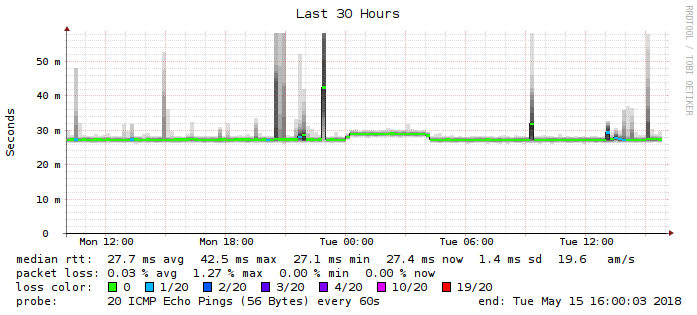 Last 30 Hours
RRDTOOL / TOBI OETIKER
Seconds
50 m
40 m
30 m
20 m
10 m
0
Mon 12:00 Mon 18:00 Tue 00:00 Tue 06:00 Tue 12:00
median rtt: 27.7 ms avg 42.5 ms max 27.1 ms min 27.4 ms now 1.4 ms sd 19.6 am/s
packet loss: 0.03 % avg 1.27 % max 0.00 % min 0.00 % now
loss color: 0 1/20 2/20 3/20 4/20 10/20 19/20
probe: 20 ICMP Echo Pings (56 Bytes) every 60s end: Tue May 15 16:00:03 2018